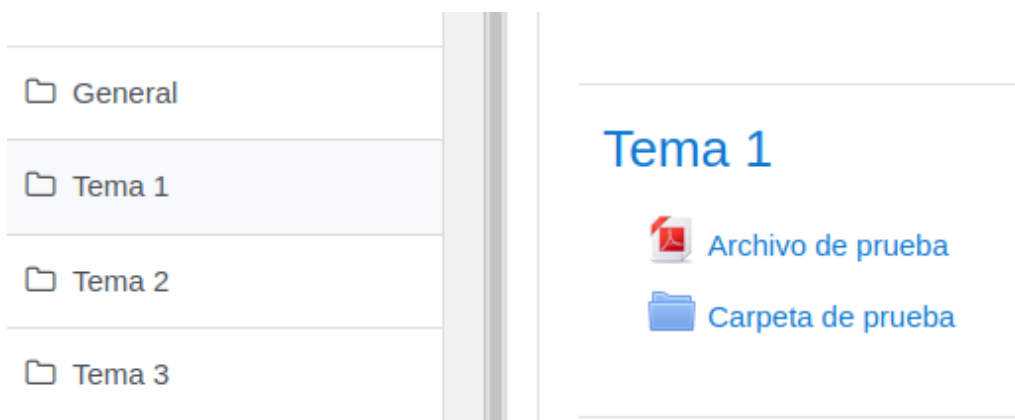 General
Tema 1
Tema 2
Tema 3
Tema 1
Archivo de prueba
Carpeta de prueba